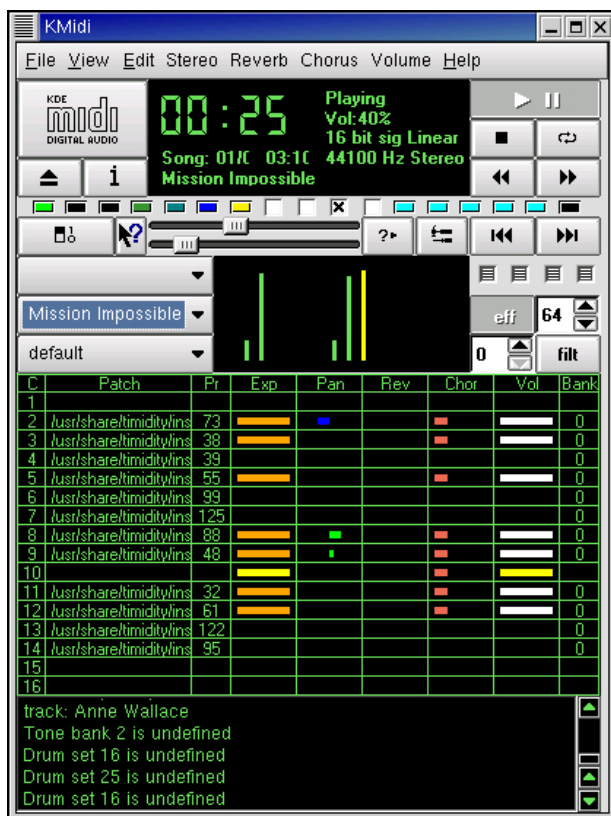 KMidi
File View Edit Stereo Reverb Chorus Volume Help
KDE
midi
DIGITAL AUDIO
00:25
Playing
Vol:40%
16 bit sig Linear
Song: 01/( 03:1( 44100 Hz Stereo
Mission Impossible
i
?
?
Mission Impossible
eff 64
default
0 filt
C Patch Pr Exp Pan Rev Chor Vol Bank
1
2 /usr/share/timidity/ins 73 0
3 /usr/share/timidity/ins 38 0
4 /usr/share/timidity/ins 39 0
5 /usr/share/timidity/ins 55 0
6 /usr/share/timidity/ins 99 0
7 /usr/share/timidity/ins 125 0
8 /usr/share/timidity/ins 88 0
9 /usr/share/timidity/ins 48 0
10
11 /usr/share/timidity/ins 32 0
12 /usr/share/timidity/ins 61 0
13 /usr/share/timidity/ins 122 0
14 /usr/share/timidity/ins 95 0
15
16
track: Anne Wallace
Tone bank 2 is undefined
Drum set 16 is undefined
Drum set 25 is undefined
Drum set 16 is undefined